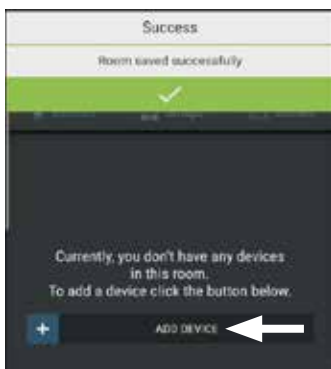 Success
Room saved successfully
Currently, you don't have any devices
in this room.
To add a device click the button below.
+ ADD DEVICE